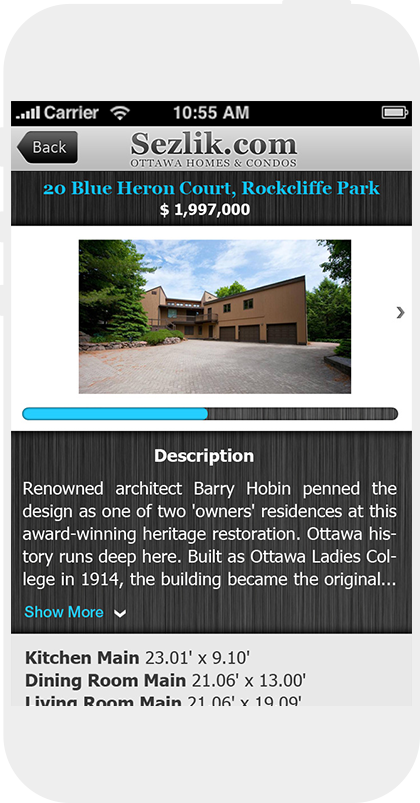 Carrier 10:55 AM
Back
Sezlik.com
OTTAWA HOMES & CONDOS
20 Blue Heron Court, Rockcliffe Park
$ 1,997,000
Description
Renowned architect Barry Hobin penned the
design as one of two 'owners' residences at this
award-winning heritage restoration. Ottawa his-
tory runs deep here. Built as Ottawa Ladies Col-
lege in 1914, the building became the original...
Show More
Kitchen Main 23.01' x 9.10'
Dining Room Main 21.06' x 13.00'
Living Room Main 21.06' x 19.09'